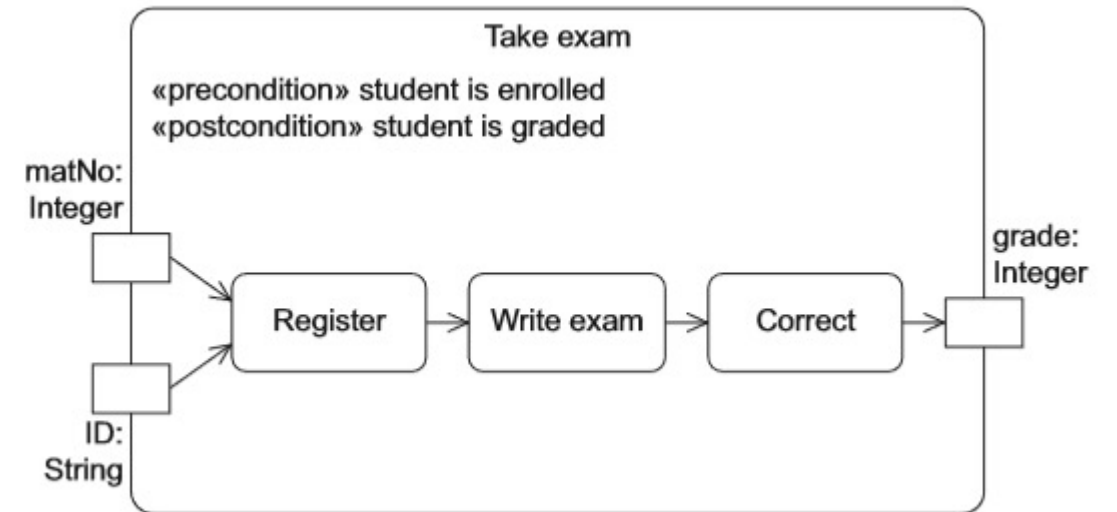 Take exam
«precondition» student is enrolled
«postcondition» student is graded
matNo:
Integer
grade:
Integer
Register
Write exam
Correct
ID:
String